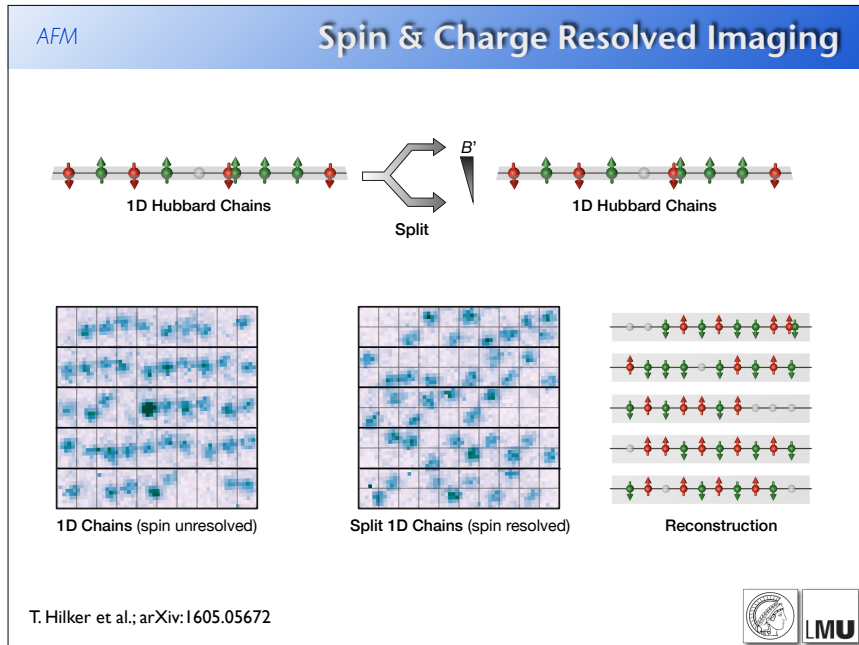 AFM
Spin & Charge Resolved Imaging
B'
1D Hubbard Chains
Split
1D Hubbard Chains
1D Chains (spin unresolved)
Split 1D Chains (spin resolved)
Reconstruction
T. Hilker et al.; arXiv:1605.05672
LMU